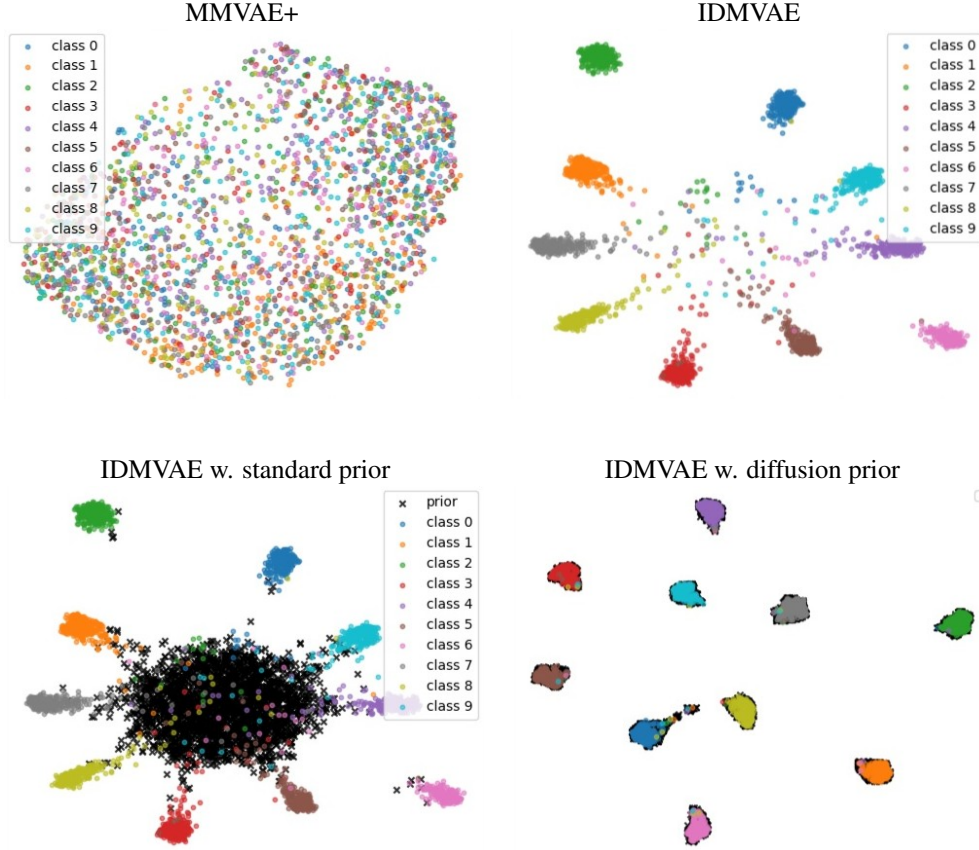 MMVAE+
class 0
class 1
class 2
class 3
class 4
class 5
class 6
class 7
class 8
class 9
IDMVAE
class 0
class 1
class 2
class 3
class 4
class 5
class 6
class 7
class 8
class 9
IDMVAE w. standard prior
prior
class 0
class 1
class 2
class 3
class 4
class 5
class 6
class 7
class 8
class 9
IDMVAE w. diffusion prior